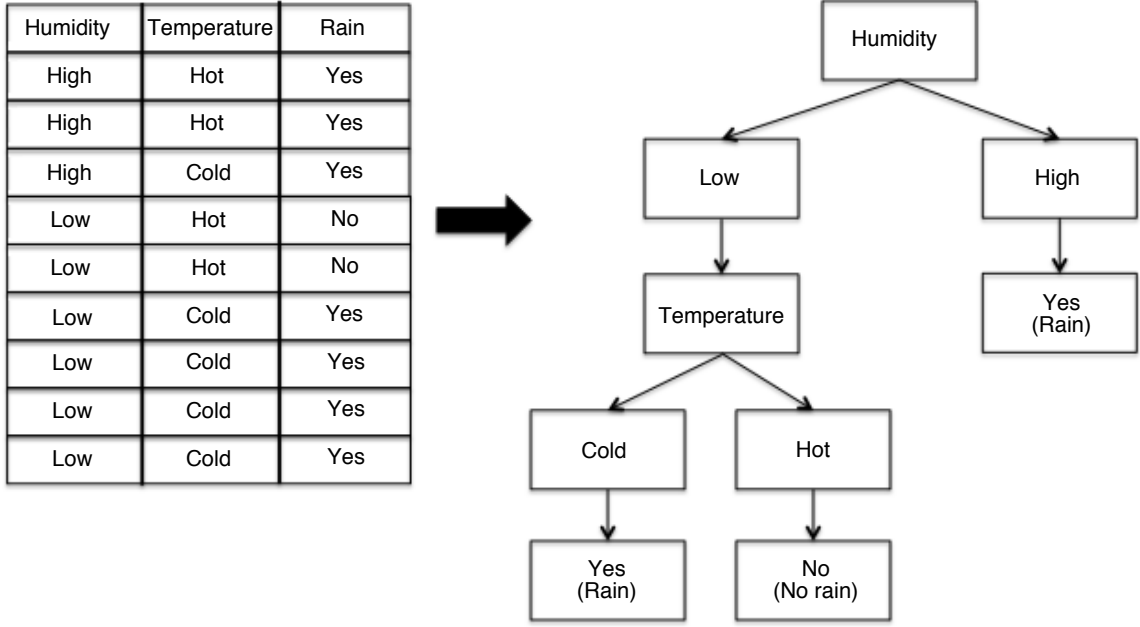 Humidity Temperature Rain
High Hot Yes
High Hot Yes
High Cold Yes
Low Hot No
Low Hot No
Low Cold Yes
Low Cold Yes
Low Cold Yes
Low Cold Yes
Humidity
Low
High
Temperature
Yes
(Rain)
Cold
Hot
Yes
(Rain)
No
(No rain)